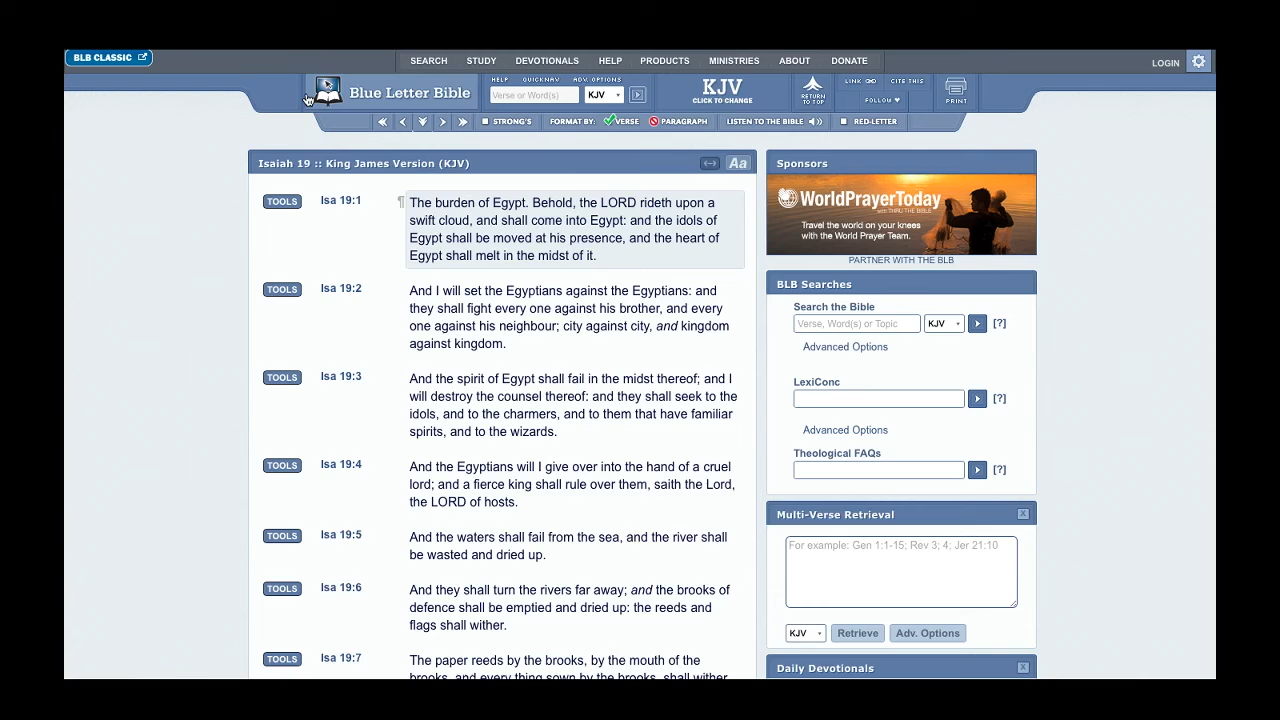 BLB CLASSIC
SEARCH STUDY DEVOTIONALS HELP PRODUCTS MINISTRIES ABOUT DONATE
LOGIN
Blue Letter Bible
HELP QUICKNAV ADV. OPTIONS
Verse or Word(s) KJV
KJV
CLICK TO CHANGE
RETURN
TO TOP
LINK CITE THIS
FOLLOW
PRINT
STRONG'S FORMAT BY: VERSE PARAGRAPH LISTEN TO THE BIBLE RED-LETTER
Isaiah 19 :: King James Version (KJV) Aa
TOOLS Isa 19:1 ¶ The burden of Egypt. Behold, the LORD rideth upon a
swift cloud, and shall come into Egypt: and the idols of
Egypt shall be moved at his presence, and the heart of
Egypt shall melt in the midst of it.
TOOLS Isa 19:2 And I will set the Egyptians against the Egyptians: and
they shall fight every one against his brother, and every
one against his neighbour; city against city, and kingdom
against kingdom.
TOOLS Isa 19:3 And the spirit of Egypt shall fail in the midst thereof; and I
will destroy the counsel thereof: and they shall seek to the
idols, and to the charmers, and to them that have familiar
spirits, and to the wizards.
TOOLS Isa 19:4 And the Egyptians will I give over into the hand of a cruel
lord; and a fierce king shall rule over them, saith the Lord,
the LORD of hosts.
TOOLS Isa 19:5 And the waters shall fail from the sea, and the river shall
be wasted and dried up.
TOOLS Isa 19:6 And they shall turn the rivers far away; and the brooks of
defence shall be emptied and dried up: the reeds and
flags shall wither.
TOOLS Isa 19:7 The paper reeds by the brooks, by the mouth of the
brooks, and every thing sown by the brooks, shall wither
Sponsors
WorldPrayerToday
with THRU THE BIBLE
Travel the world on your
knees with the
World Prayer Team.
PARTNER WITH THE BLB
BLB Searches
Search the Bible
Verse, Word(s) or Topic KJV [?]
Advanced Options
LexiConc
[?]
Advanced Options
Theological FAQs
[?]
Multi-Verse Retrieval x
For example: Gen 1:1-15; Rev 3; 4; Jer 21:10
KJV Retrieve Adv. Options
Daily Devotionals x